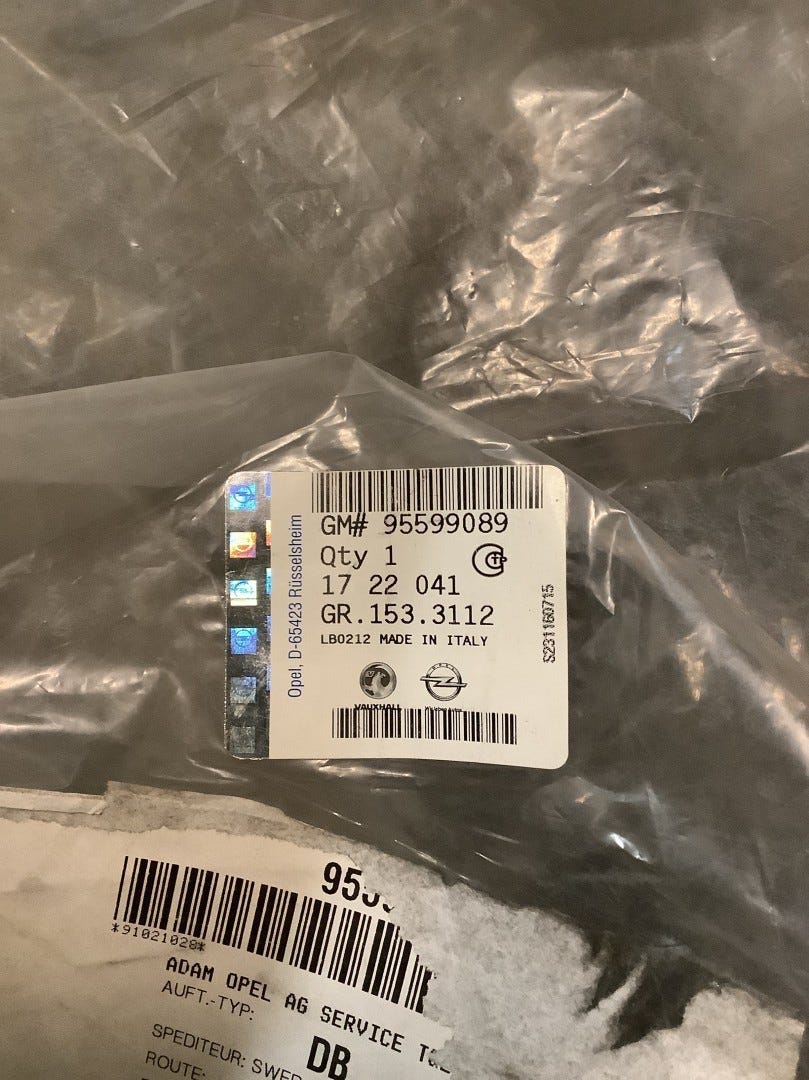 GM# 95599089
Qty 1
17 22 041
GR.153.3112
LB0212 MADE IN ITALY
VAUXHALL
Opel, D-65423 Rüsselsheim
S231160715
*91021028*
ADAM OPEL AG SERVICE
AUFT.-TYP:
DB
SPEDITEUR:
ROUTE: